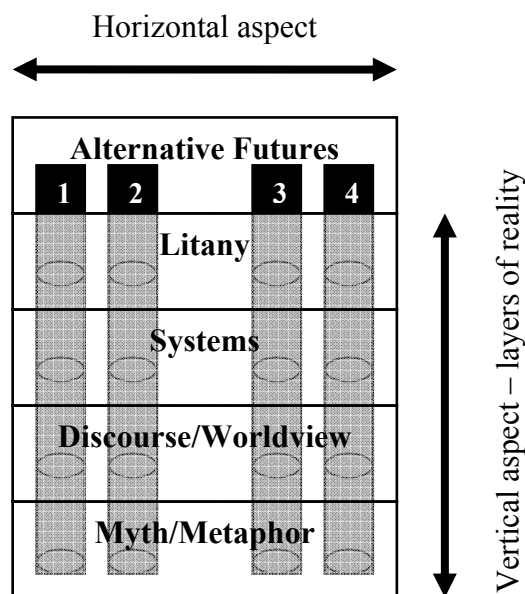 Horizontal aspect
Alternative Futures
1 2 3 4
Litany
Systems
Discourse/Worldview
Myth/Metaphor
Vertical aspect – layers of reality